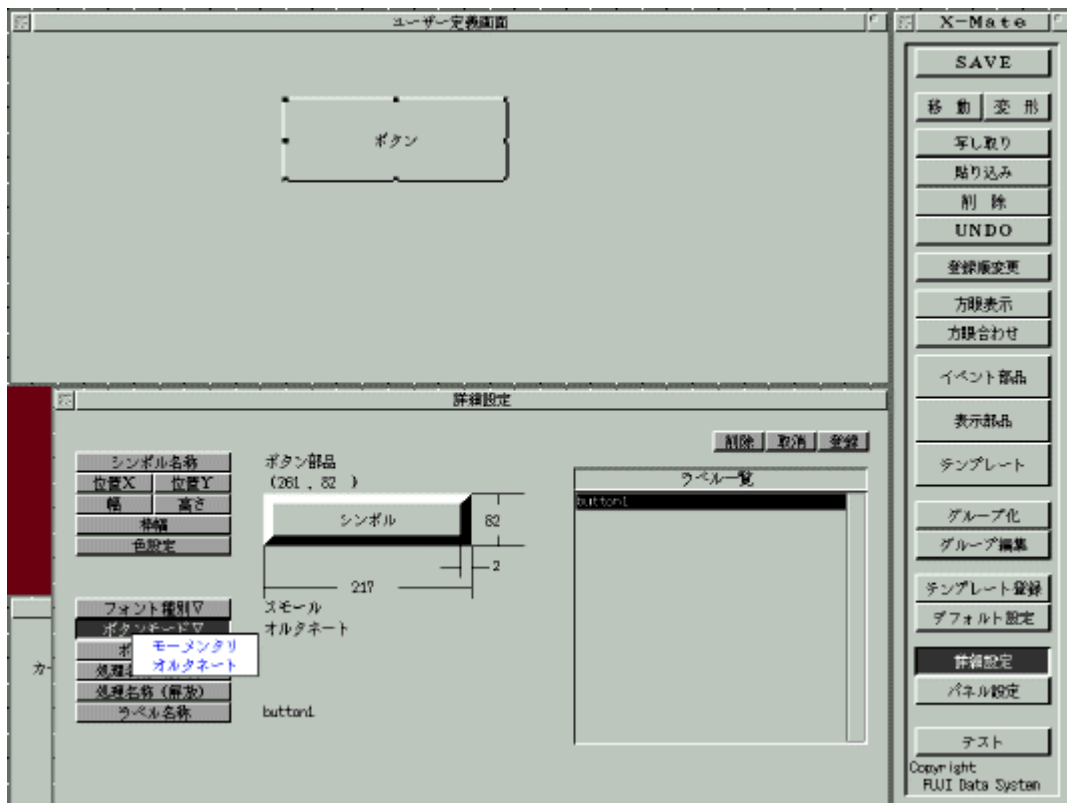 ユーザー定義画面
ボタン
X-Mate
SAVE
移 動
変 形
写し取り
貼り込み
削 除
UNDO
登録順変更
方眼表示
方眼合わせ
イベント部品
表示部品
テンプレート
グループ化
グループ編集
テンプレート登録
デフォルト設定
詳細設定
パネル設定
テスト
Copyright
FUJI Data System
詳細設定
削除 取消 登録
シンボル名称 ボタン部品
位置X 位置Y (261 , 82 )
幅 高さ
枠幅
色設定
シンボル
82
2
217
フォント種別▽ スモール
ボタンモード▽ オルタネート
モーメンタリ
オルタネート
処理名称(解放)
ラベル名称 button1
ラベル一覧
button1
カー